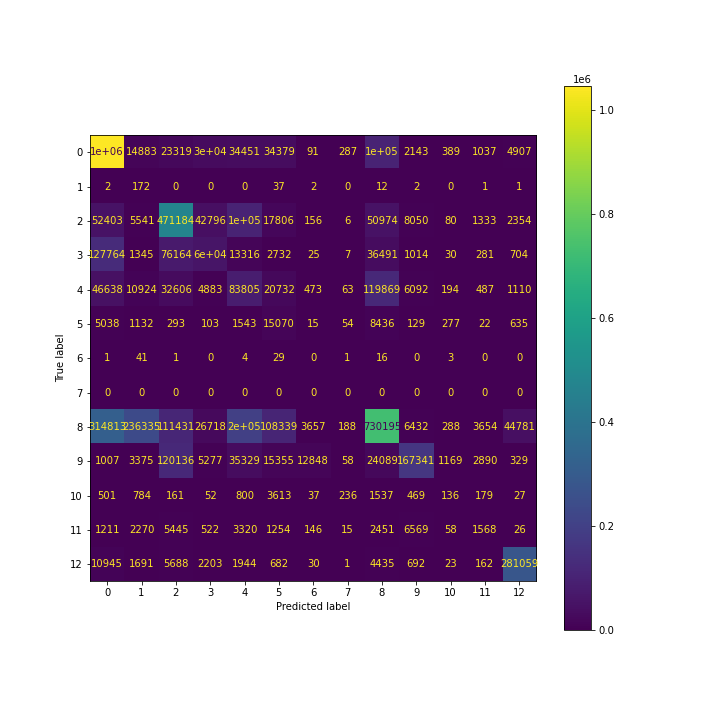 1e6
0 1e+06 14883 23319 3e+04 34451 34379 91 287 1e+05 2143 389 1037 4907
1 2 172 0 0 0 37 2 0 12 2 0 1 1
2 52403 5541 471184 42796 1e+05 17806 156 6 50974 8050 80 1333 2354
3 127764 1345 76164 6e+04 13316 2732 25 7 36491 1014 30 281 704
4 46638 10924 32606 4883 83805 20732 473 63 119869 6092 194 487 1110
5 5038 1132 293 103 1543 15070 15 54 8436 129 277 22 635
6 1 41 1 0 4 29 0 1 16 0 3 0 0
7 0 0 0 0 0 0 0 0 0 0 0 0 0
8 314813 236335 111431 26718 2e+05 108339 3657 188 730195 6432 288 3654 44781
9 1007 3375 120136 5277 35329 15355 12848 58 24089 167341 1169 2890 329
10 501 784 161 52 800 3613 37 236 1537 469 136 179 27
11 1211 2270 5445 522 3320 1254 146 15 2451 6569 58 1568 26
12 10945 1691 5688 2203 1944 682 30 1 4435 692 23 162 281059
0 1 2 3 4 5 6 7 8 9 10 11 12
Predicted label
True label
1.0
0.8
0.6
0.4
0.2
0.0